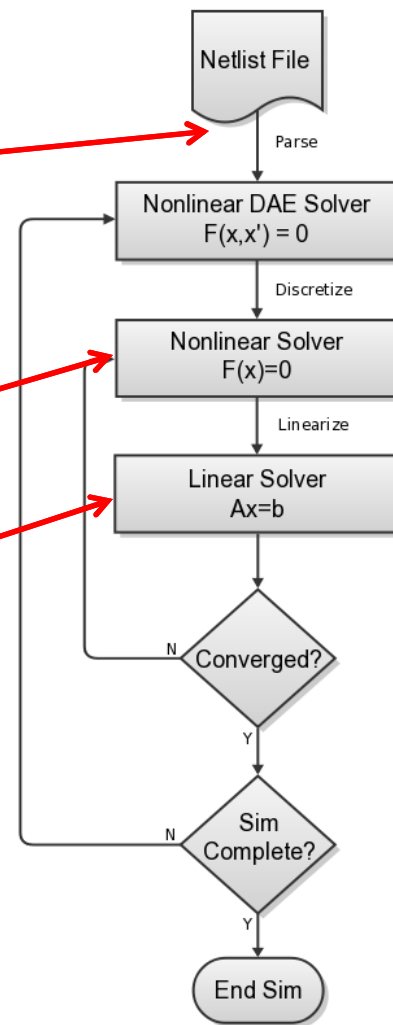 Netlist File
Parse
Nonlinear DAE Solver
F(x,x') = 0
Discretize
Nonlinear Solver
F(x)=0
Linearize
Linear Solver
Ax=b
N
Converged?
Y
N
Sim
Complete?
Y
End Sim